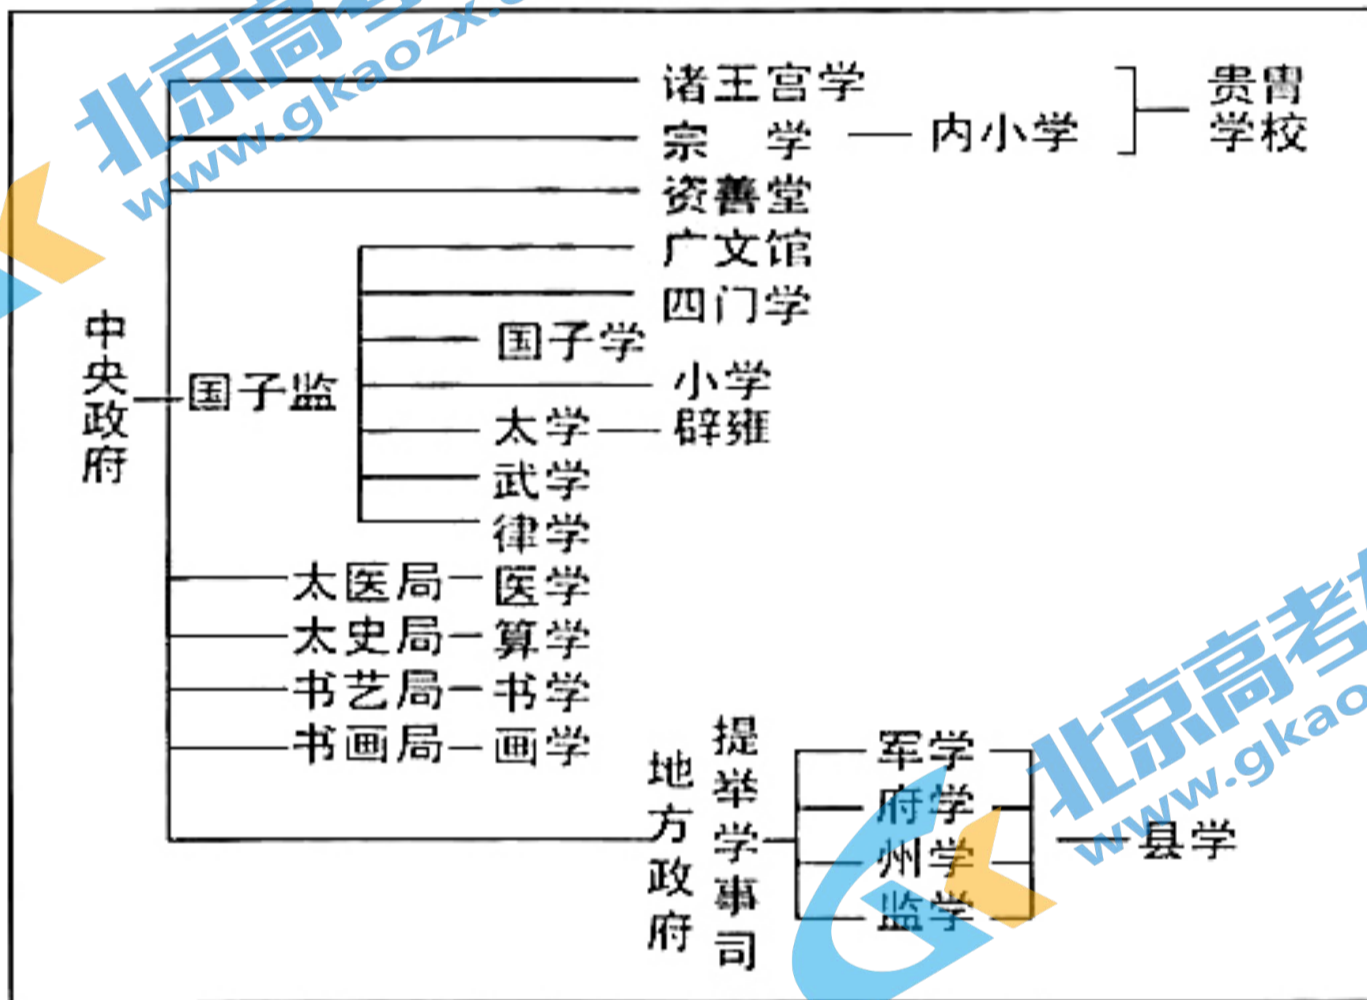 北京高考
www.gkaozx.c
诸王宫学
宗 学
内小学
贵胄
学校
资善堂
广文馆
四门学
国子学
小学
中央政府
国子监
太学
辟雍
武学
律学
太医局
医学
太史局
算学
书艺局
书学
书画局
画学
地方政府
提举学事司
军学
府学
州学
监学
县学
北京高考
www.gkao